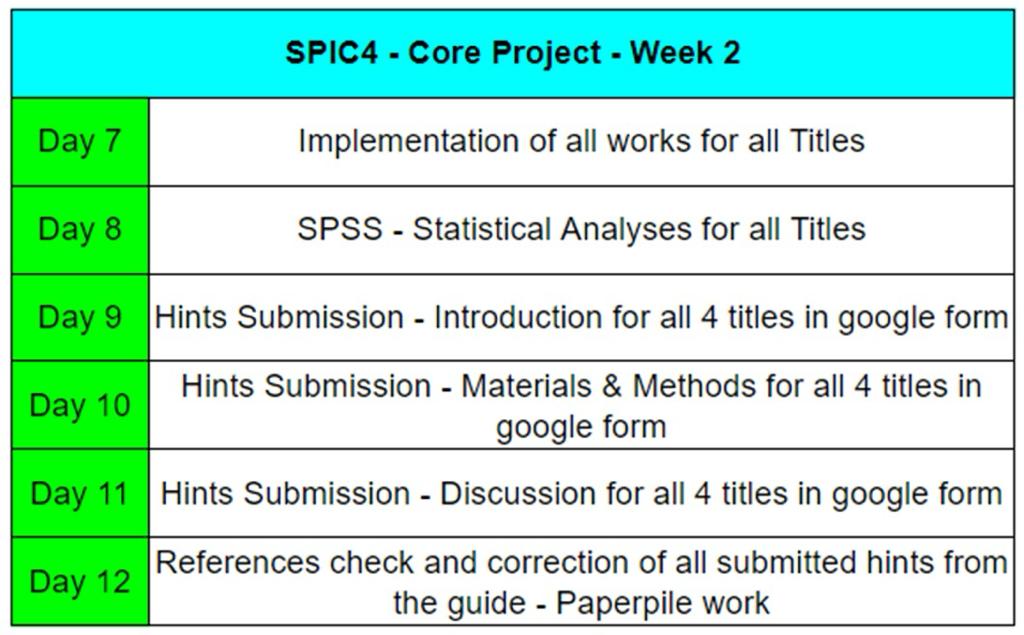 SPIC4 - Core Project - Week 2
Day 7
Implementation of all works for all Titles
Day 8
SPSS - Statistical Analyses for all Titles
Day 9
Hints Submission - Introduction for all 4 titles in google form
Day 10
Hints Submission - Materials & Methods for all 4 titles in
google form
Day 11
Hints Submission - Discussion for all 4 titles in google form
Day 12
References check and correction of all submitted hints from
the guide - Paperpile work